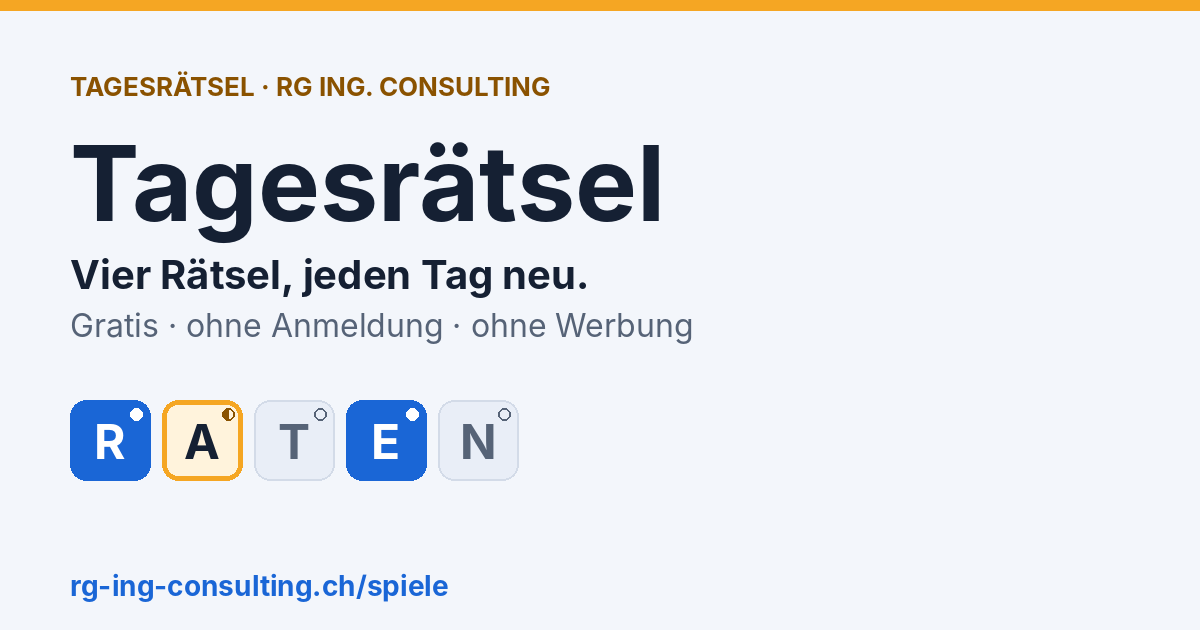 TAGESRÄTSEL · RG ING. CONSULTING
Tagesrätsel
Vier Rätsel, jeden Tag neu.
Gratis · ohne Anmeldung · ohne Werbung
R A T E N
rg-ing-consulting.ch/spiele